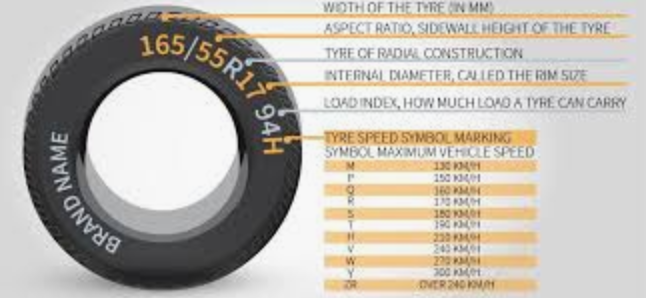 WIDTH OF THE TYRE (IN MM)
ASPECT RATIO, SIDEWALL HEIGHT OF THE TYRE
165/55R17 94H
TYRE OF RADIAL CONSTRUCTION
INTERNAL DIAMETER, CALLED THE RIM SIZE
LOAD INDEX, HOW MUCH LOAD A TYRE CAN CARRY
BRAND NAME
TYRE SPEED SYMBOL MARKING
SYMBOL MAXIMUM VEHICLE SPEED
M 130 KM/H
P 150 KM/H
Q 160 KM/H
R 170 KM/H
S 180 KM/H
T 190 KM/H
H 210 KM/H
V 240 KM/H
W 270 KM/H
Y 300 KM/H
ZR OVER 240 KM/H